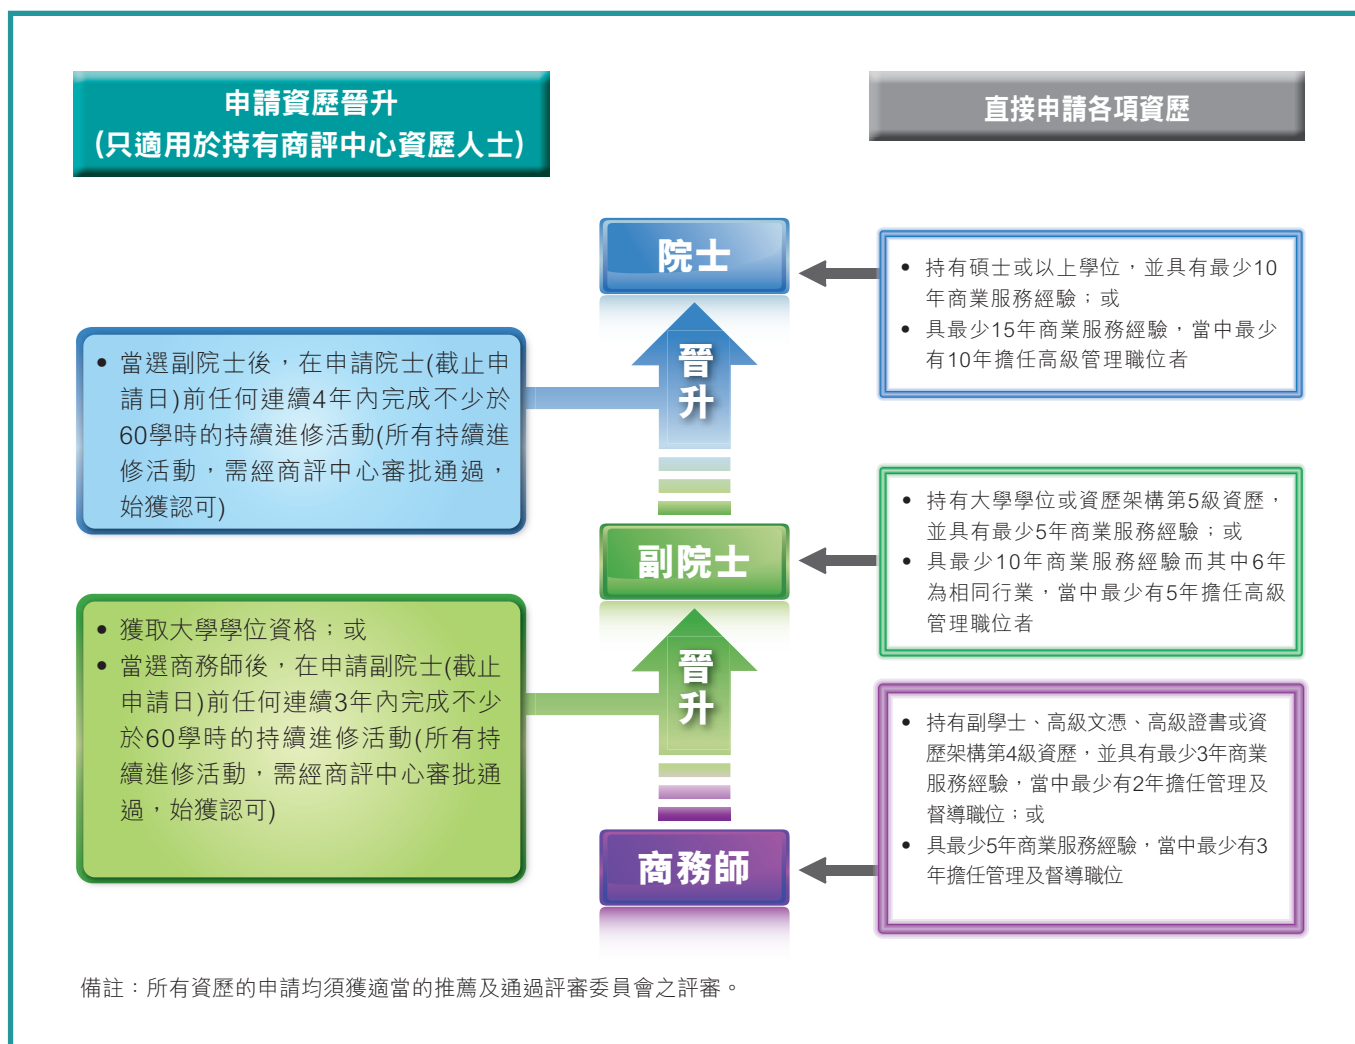 申請資歷晉升
(只適用於持有商評中心資歷人士)
直接申請各項資歷
院士
• 持有碩士或以上學位，並具有最少10
年商業服務經驗；或
• 具最少15年商業服務經驗，當中最少
有10年擔任高級管理職位者
晉
升
• 當選副院士後，在申請院士(截止申
請日)前任何連續4年內完成不少於
60學時的持續進修活動(所有持續進
修活動，需經商評中心審批通過，
始獲認可)
副院士
• 持有大學學位或資歷架構第5級資歷，
並具有最少5年商業服務經驗；或
• 具最少10年商業服務經驗而其中6年
為相同行業，當中最少有5年擔任高級
管理職位者
晉
升
• 獲取大學學位資格；或
• 當選商務師後，在申請副院士(截止
申請日)前任何連續3年內完成不少
於60學時的持續進修活動(所有持
續進修活動，需經商評中心審批通
過，始獲認可)
商務師
• 持有副學士、高級文憑、高級證書或資
歷架構第4級資歷，並具有最少3年商業
服務經驗，當中最少有2年擔任管理及
督導職位；或
• 具最少5年商業服務經驗，當中最少有3
年擔任管理及督導職位
備註：所有資歷的申請均須獲適當的推薦及通過評審委員會之評審。